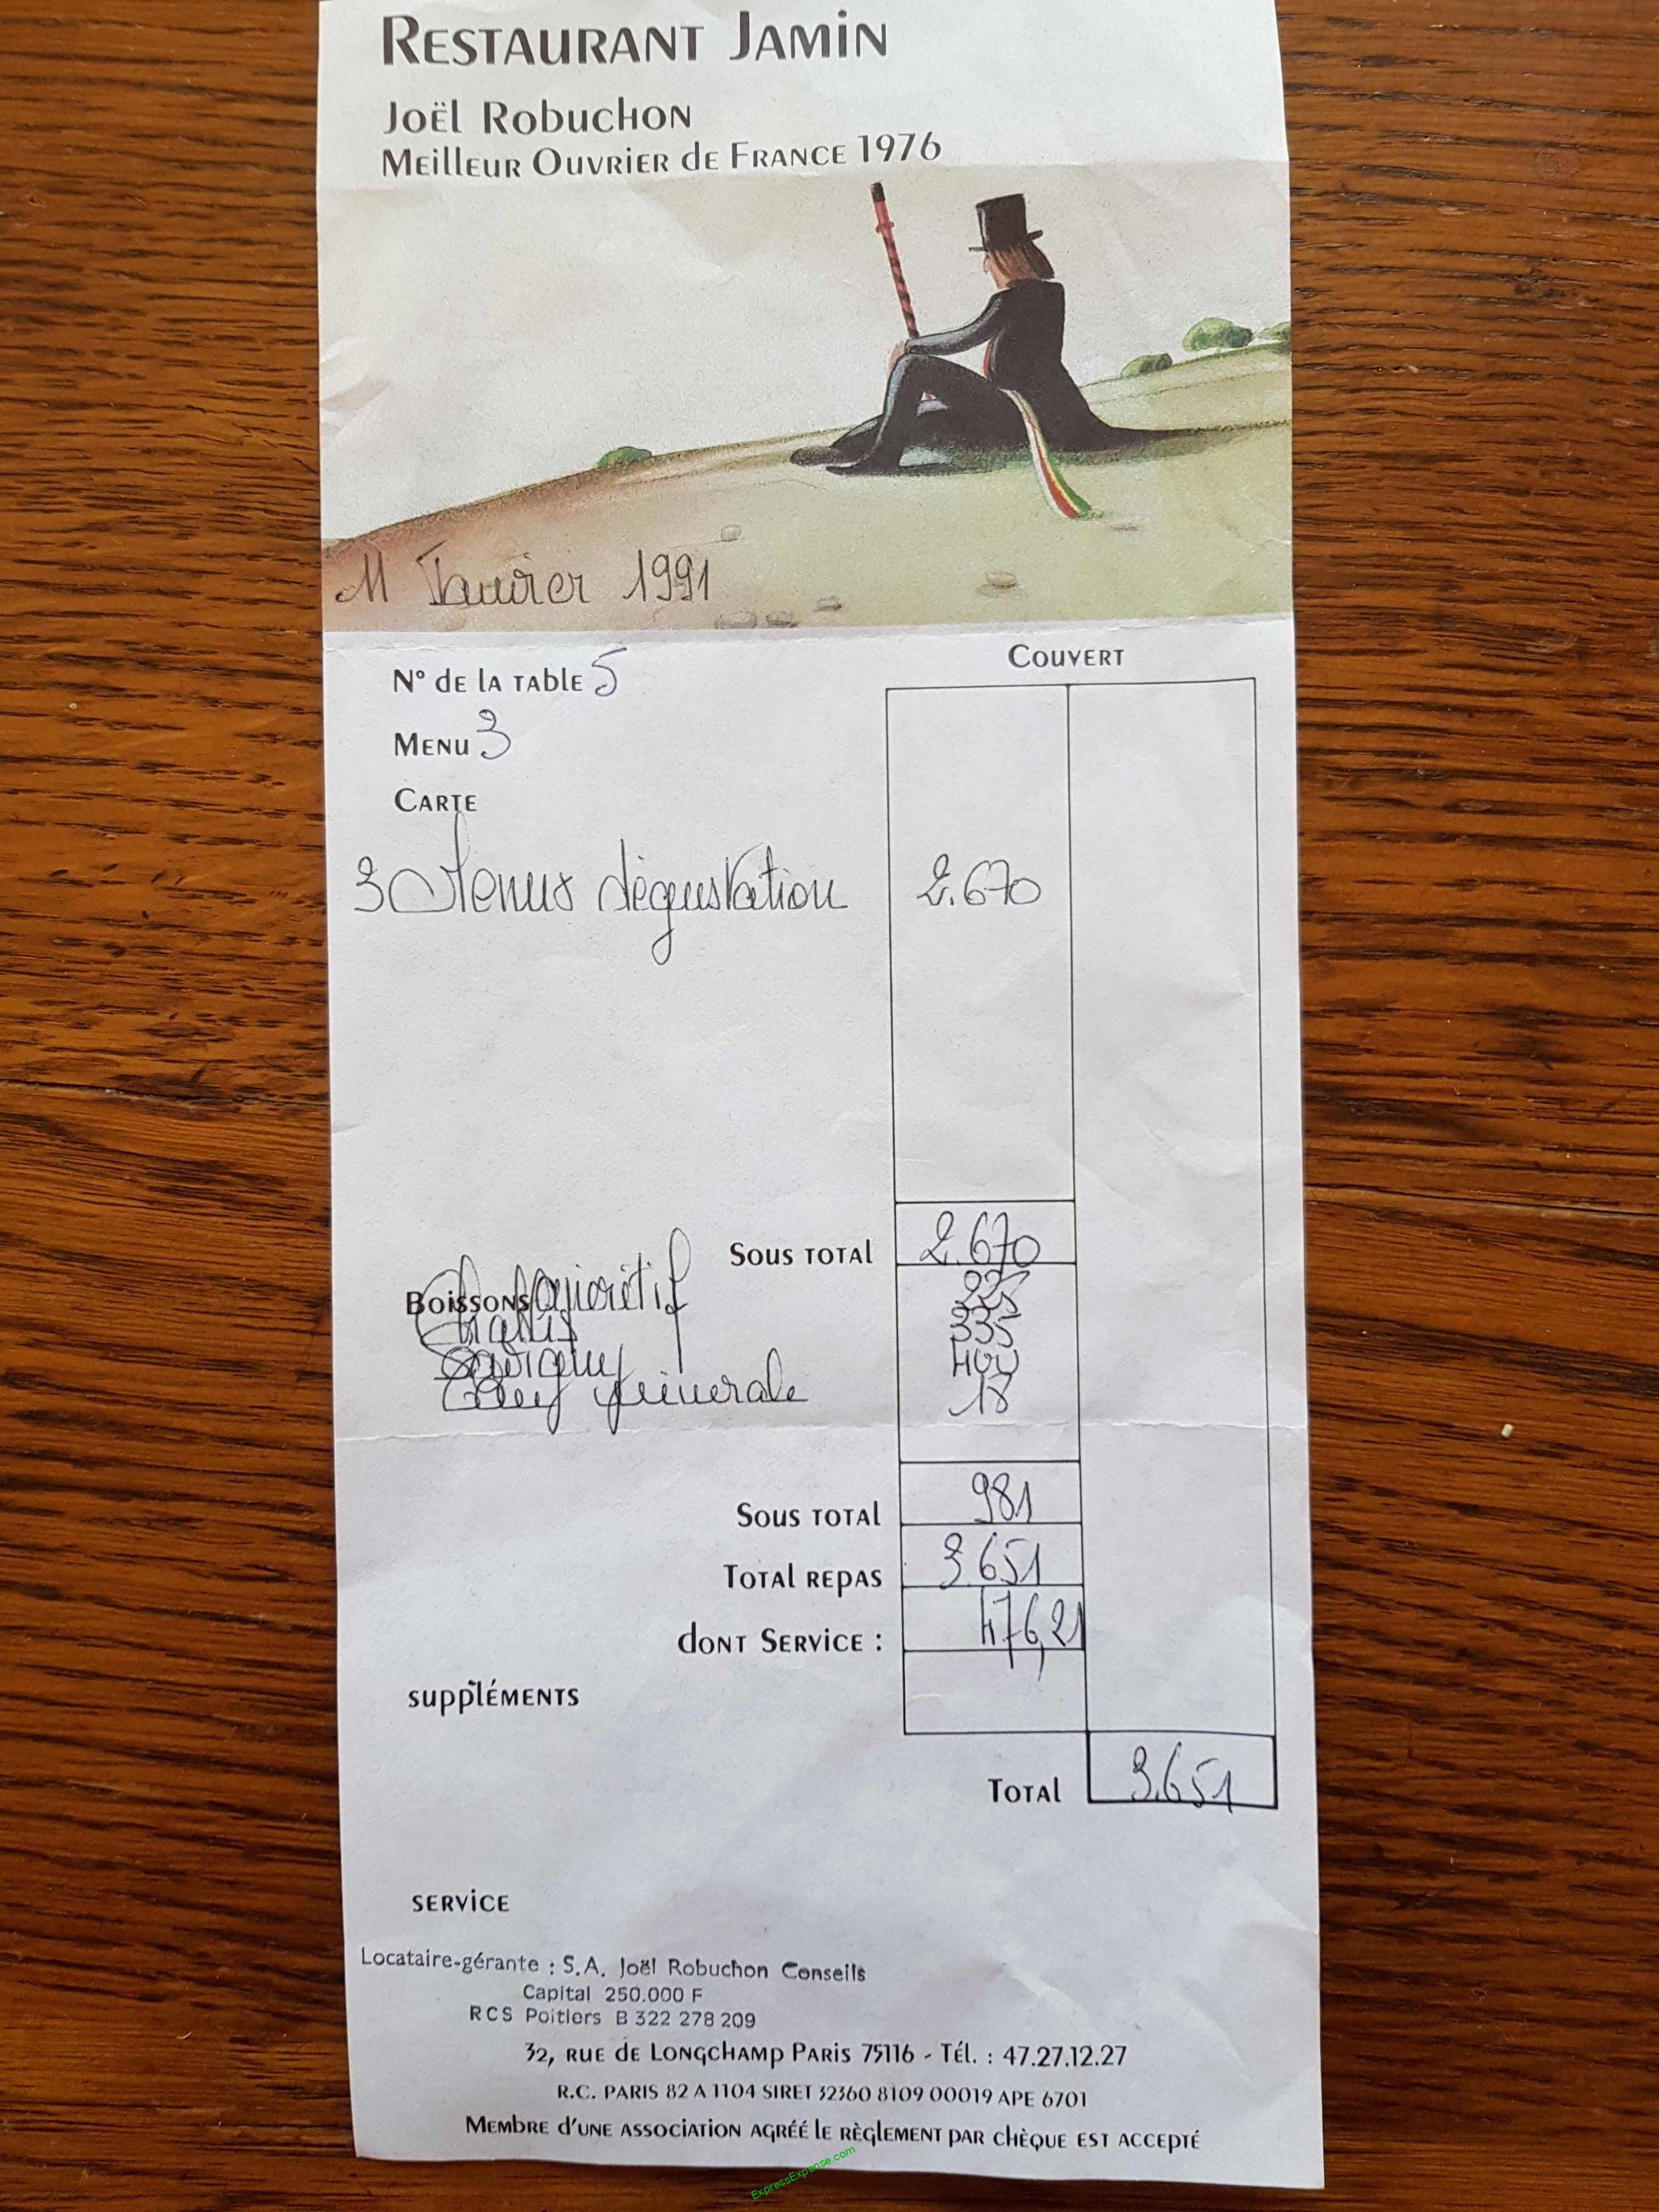 RESTAURANT JAMIN
Joël Robuchon
Meilleur Ouvrier de France 1976
11 Janvier 1991
COUVERT
N° de la table 5
Menu 3
Carte
3 Menus dégustation 2.670
Sous total 2.670
Boissons apéritif 228
Chablis 335
Savigny 400
Eau minérale 18
Sous total 981
Total repas 3.651
dont Service : 476,21
suppléments
Total 3.651
service
Locataire-gérante : S.A. Joël Robuchon Conseils
Capital 250.000 F
RCS Poitiers B 322 278 209
32, rue de Longchamp Paris 75116 - Tél. : 47.27.12.27
R.C. PARIS 82 A 1104 SIRET 32360 8109 00019 APE 6701
Membre d'une association agréé le règlement par chèque est accepté
ExpressExpense.com